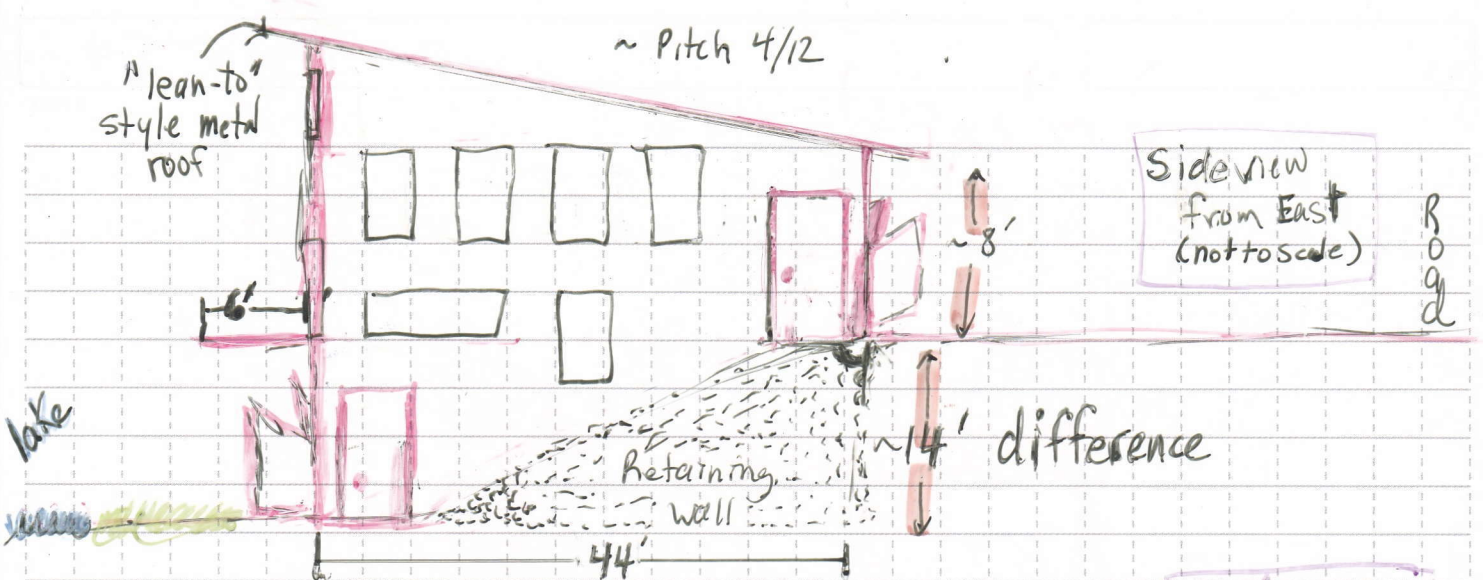 ~ Pitch 4/12
"lean-to"
style metal
roof
Sideview
from East
(not to scale)
Road
~8'
6'
lake
~14' difference
Retaining
wall
44'